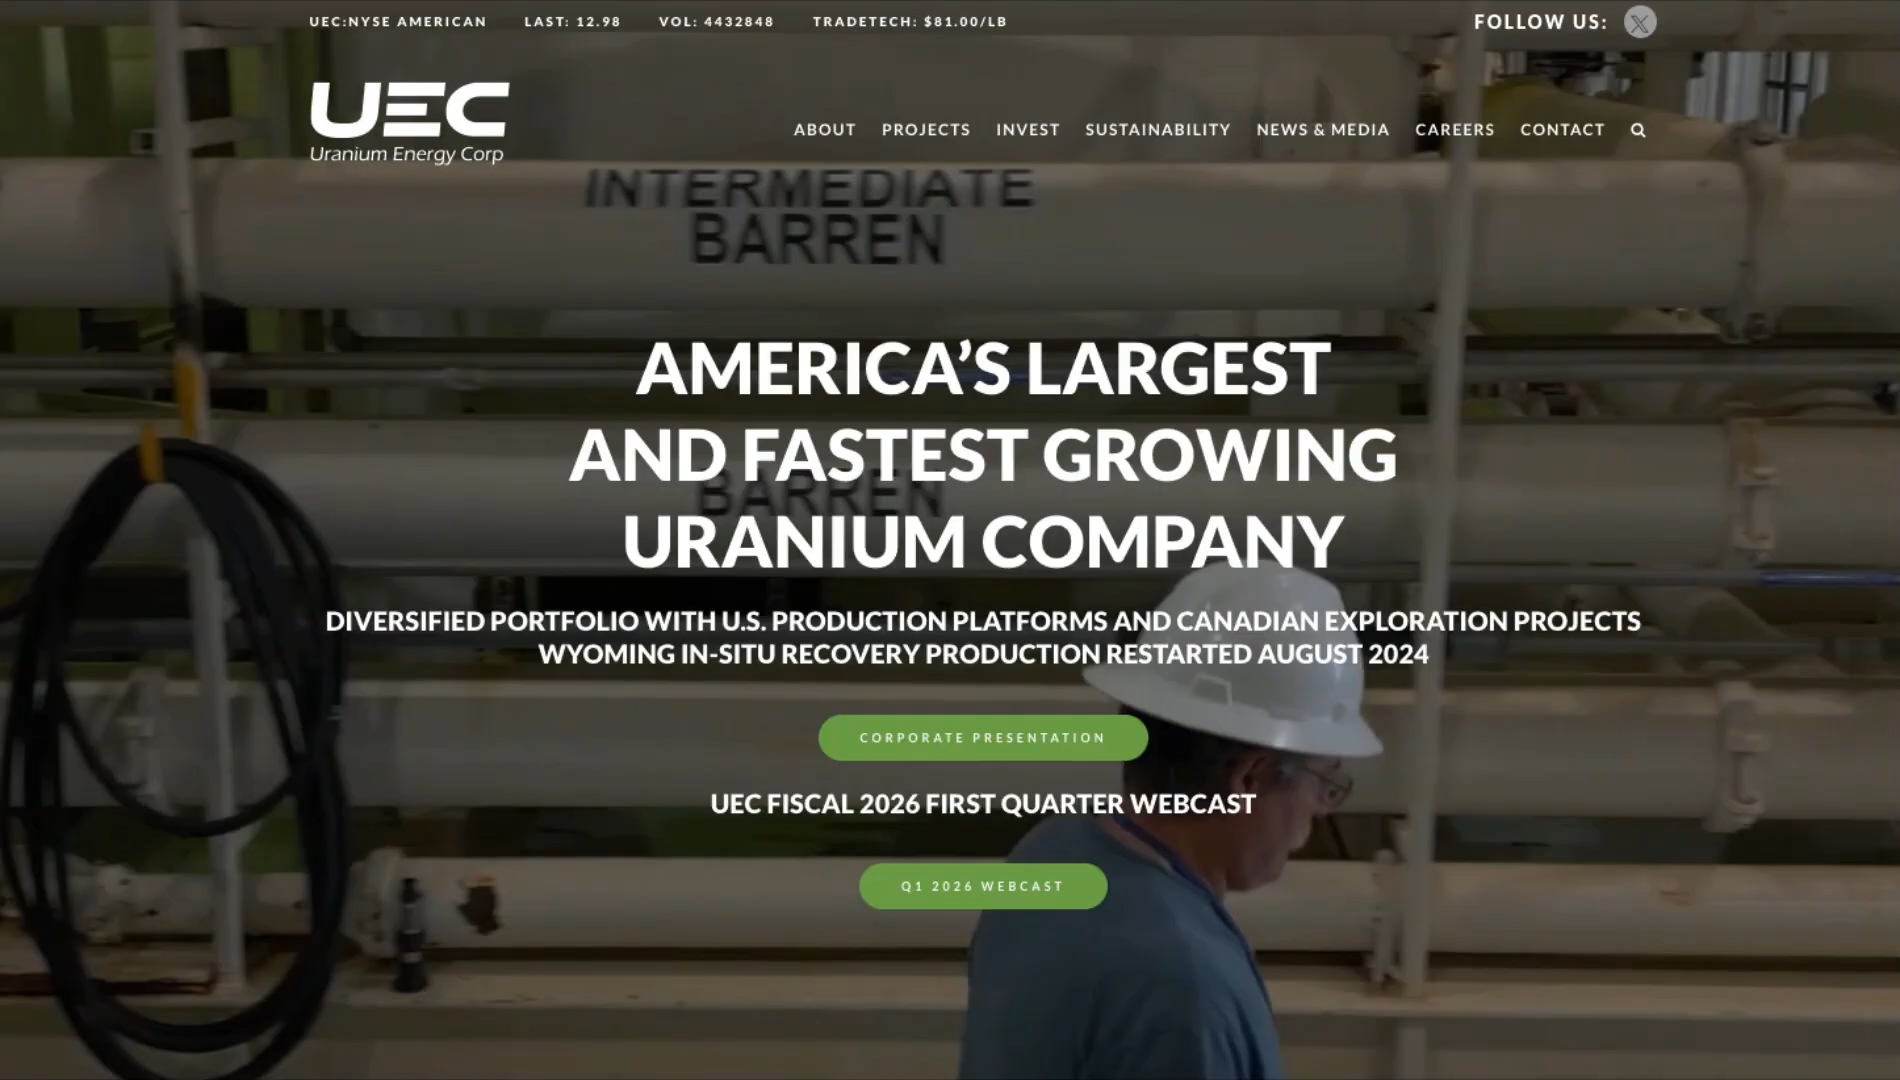 UEC:NYSE AMERICAN LAST: 12.98 VOL: 4432848 TRADETECH: $81.00/LB FOLLOW US:
UEC
Uranium Energy Corp
ABOUT PROJECTS INVEST SUSTAINABILITY NEWS & MEDIA CAREERS CONTACT
INTERMEDIATE
BARREN
AMERICA’S LARGEST
AND FASTEST GROWING
BARREN
URANIUM COMPANY
DIVERSIFIED PORTFOLIO WITH U.S. PRODUCTION PLATFORMS AND CANADIAN EXPLORATION PROJECTS
WYOMING IN-SITU RECOVERY PRODUCTION RESTARTED AUGUST 2024
CORPORATE PRESENTATION
UEC FISCAL 2026 FIRST QUARTER WEBCAST
Q1 2026 WEBCAST